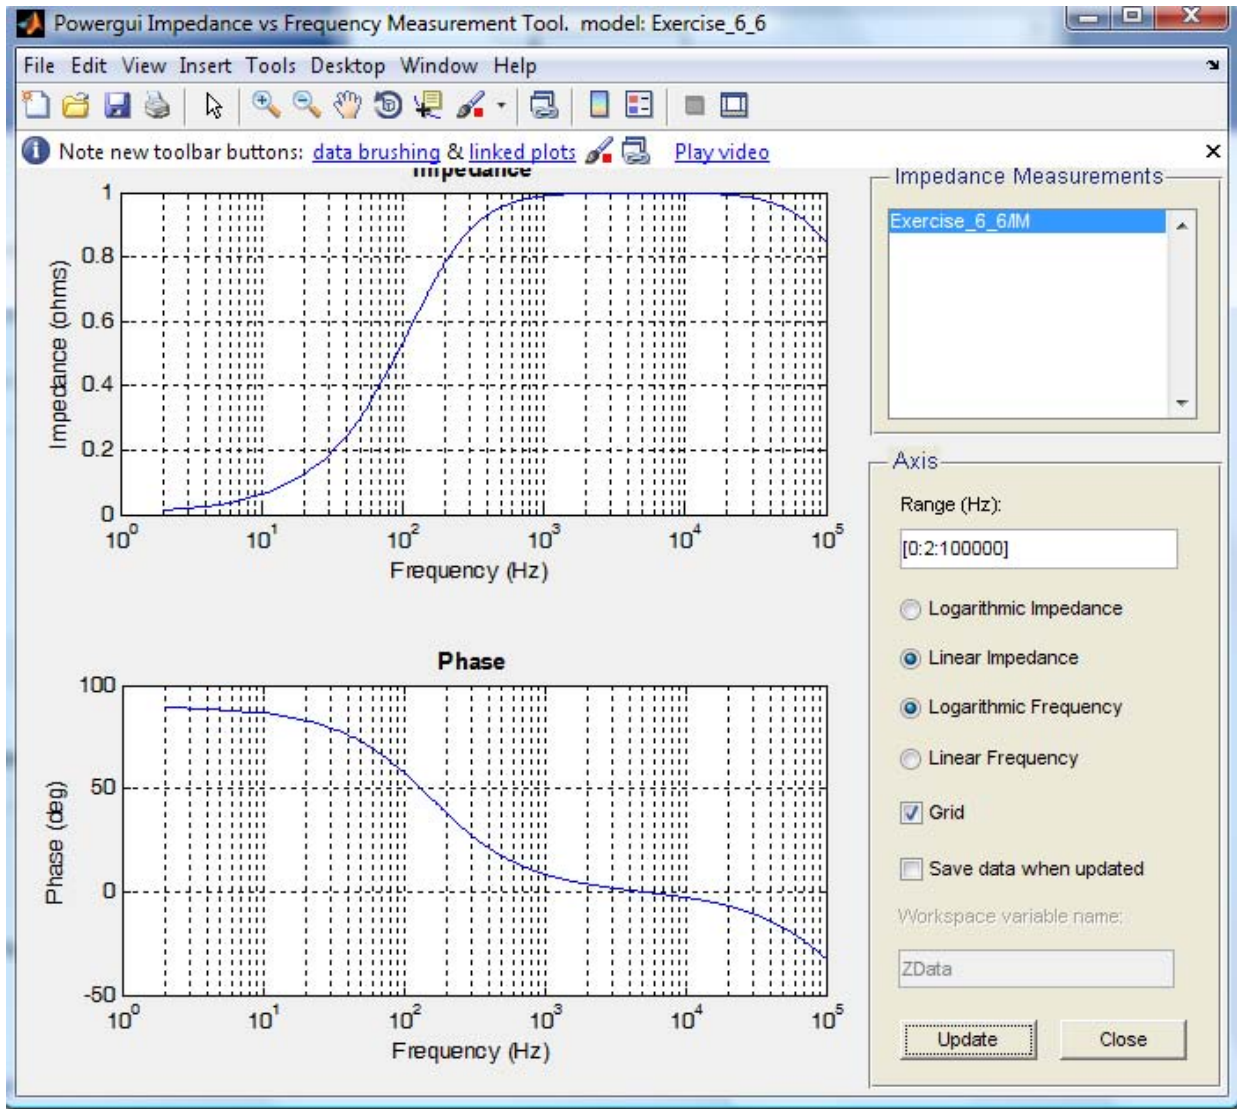 Powergui Impedance vs Frequency Measurement Tool. model: Exercise_6_6
File Edit View Insert Tools Desktop Window Help
Note new toolbar buttons: data brushing & linked plots Play video
Impedance
1
0.8
0.6
0.4
0.2
0
Impedance (ohms)
10^0 10^1 10^2 10^3 10^4 10^5
Frequency (Hz)
Phase
100
50
0
-50
Phase (deg)
10^0 10^1 10^2 10^3 10^4 10^5
Frequency (Hz)
Impedance Measurements
Exercise_6_6/IM
Axis
Range (Hz):
[0:2:100000]
Logarithmic Impedance
Linear Impedance
Logarithmic Frequency
Linear Frequency
Grid
Save data when updated
Workspace variable name:
ZData
Update
Close